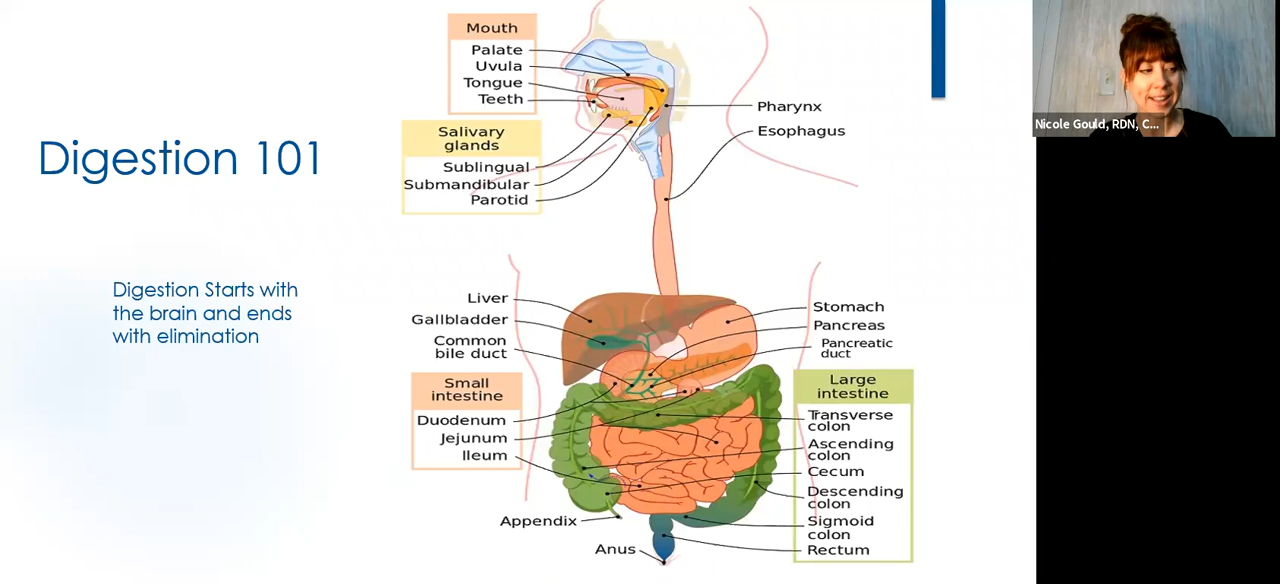 Digestion 101
Digestion Starts with
the brain and ends
with elimination
Mouth
Palate
Uvula
Tongue
Teeth
Salivary
glands
Sublingual
Submandibular
Parotid
Pharynx
Esophagus
Liver
Gallbladder
Common
bile duct
Small
intestine
Duodenum
Jejunum
Ileum
Appendix
Anus
Stomach
Pancreas
Pancreatic
duct
Large
intestine
Transverse
colon
Ascending
colon
Cecum
Descending
colon
Sigmoid
colon
Rectum
Nicole Gould, RDN, C...